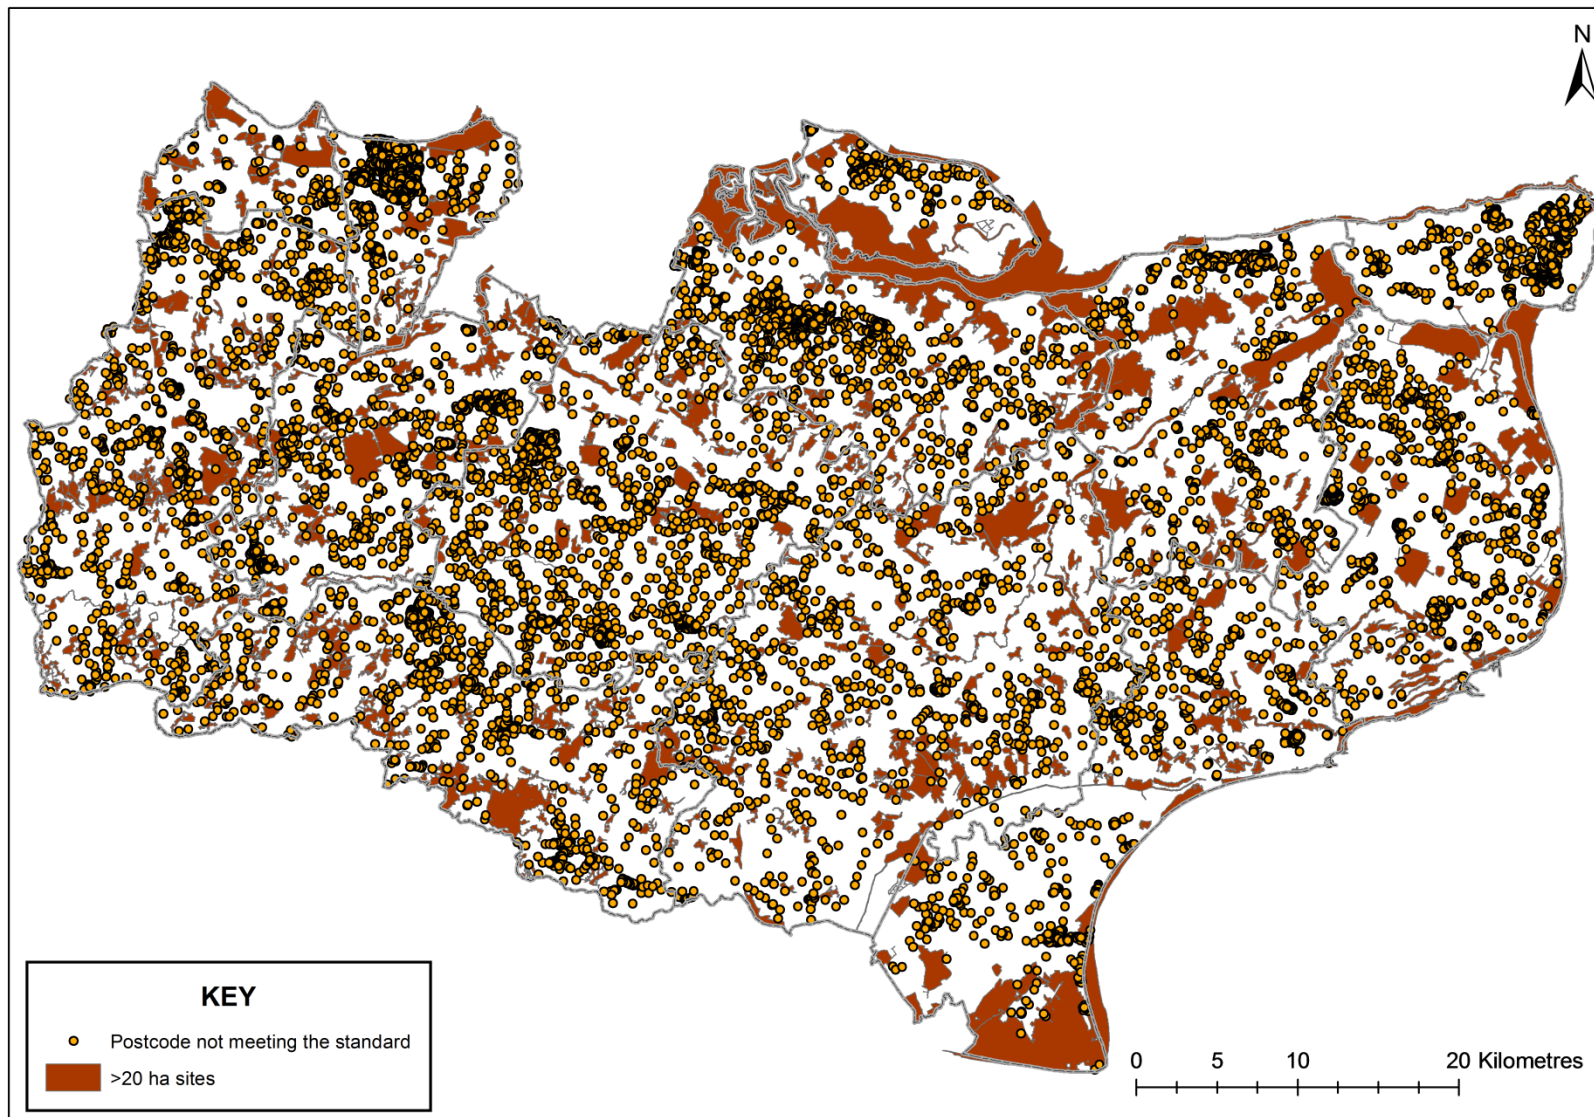 N
KEY
Postcode not meeting the standard
>20 ha sites
0 5 10 20 Kilometres